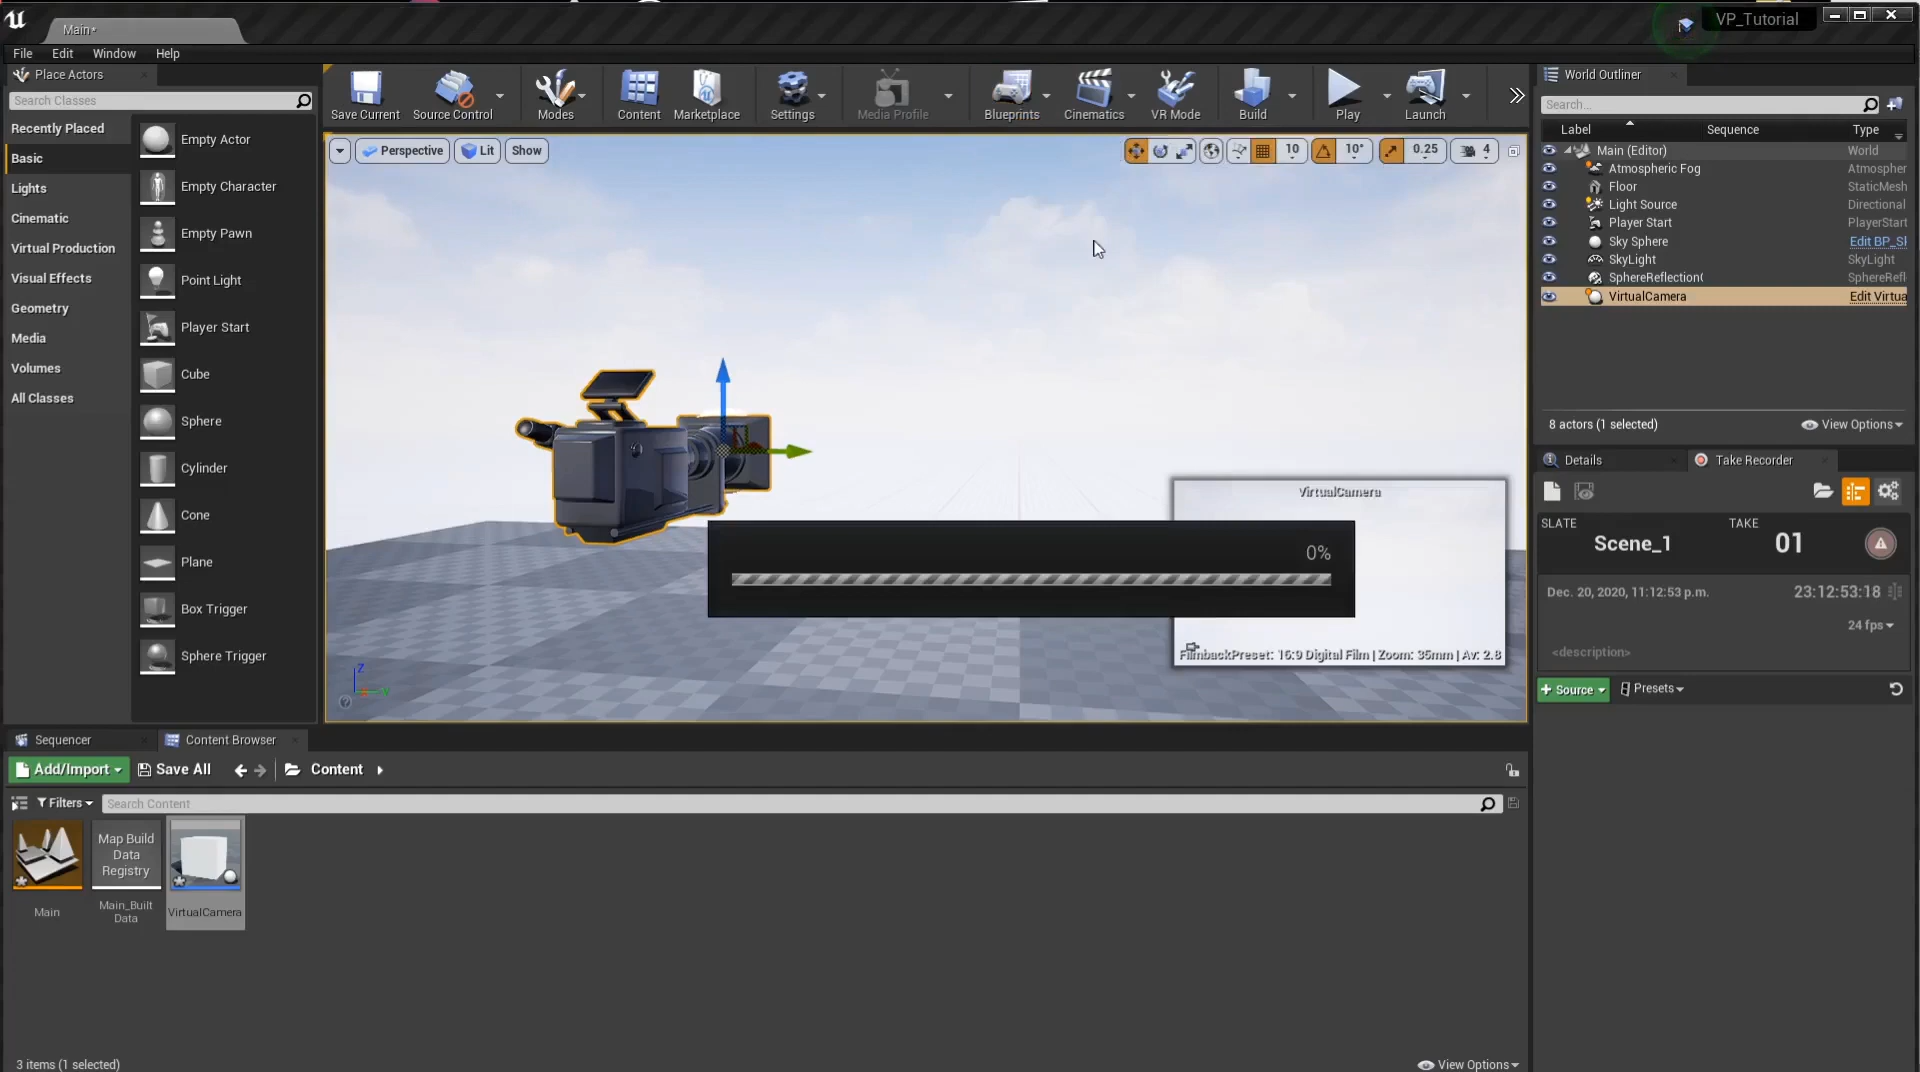 Main*
VP_Tutorial
File Edit Window Help
Place Actors
Search Classes
Recently Placed
Basic
Lights
Cinematic
Virtual Production
Visual Effects
Geometry
Media
Volumes
All Classes
Empty Actor
Empty Character
Empty Pawn
Point Light
Player Start
Cube
Sphere
Cylinder
Cone
Plane
Box Trigger
Sphere Trigger
Save Current Source Control Modes Content Marketplace Settings Media Profile Blueprints Cinematics VR Mode Build Play Launch
Perspective Lit Show
10 10° 0.25 4
VirtualCamera
0%
FilmbackPreset: 16:9 Digital Film | Zoom: 35mm | Av: 2.8
Z
Y
World Outliner
Search...
Label Sequence Type
Main (Editor) World
Atmospheric Fog Atmospher
Floor StaticMesh
Light Source Directional
Player Start PlayerStart
Sky Sphere Edit BP_Sk
SkyLight SkyLight
SphereReflection( SphereRefl
VirtualCamera Edit Virtua
8 actors (1 selected) View Options
Details Take Recorder
SLATE TAKE
Scene_1 01
Dec. 20, 2020, 11:12:53 p.m. 23:12:53:18
24 fps
<description>
+ Source Presets
Sequencer Content Browser
Add/Import Save All Content
Filters Search Content
Map Build
Data
Registry
Main
Main_Built
Data
VirtualCamera
3 items (1 selected) View Options